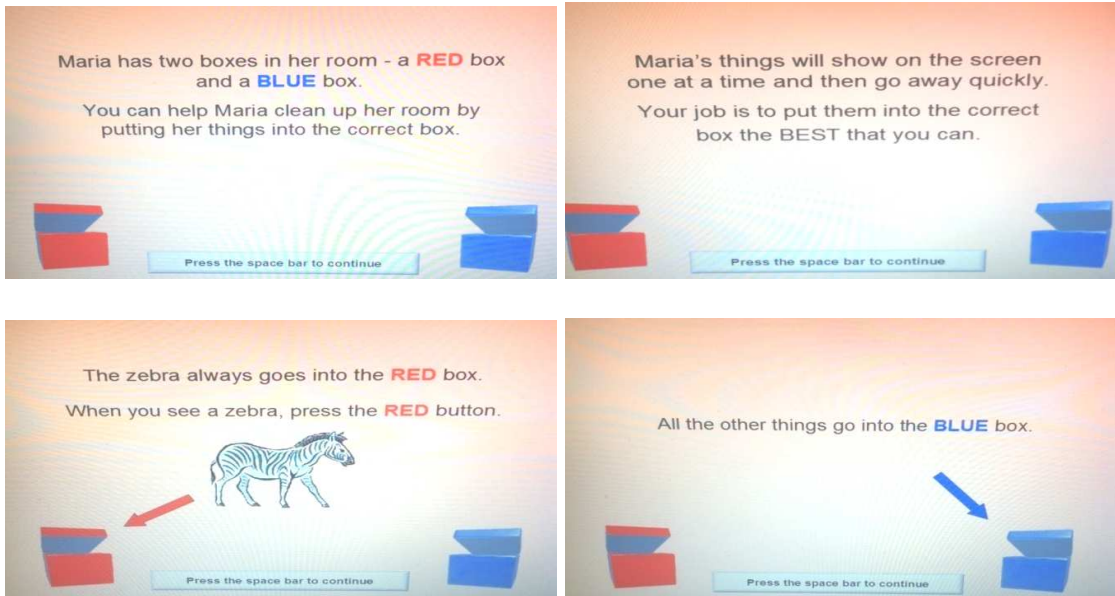 Maria has two boxes in her room - a RED box
and a BLUE box.
You can help Maria clean up her room by
putting her things into the correct box.
Press the space bar to continue
Maria's things will show on the screen
one at a time and then go away quickly.
Your job is to put them into the correct
box the BEST that you can.
Press the space bar to continue
The zebra always goes into the RED box.
When you see a zebra, press the RED button.
Press the space bar to continue
All the other things go into the BLUE box.
Press the space bar to continue